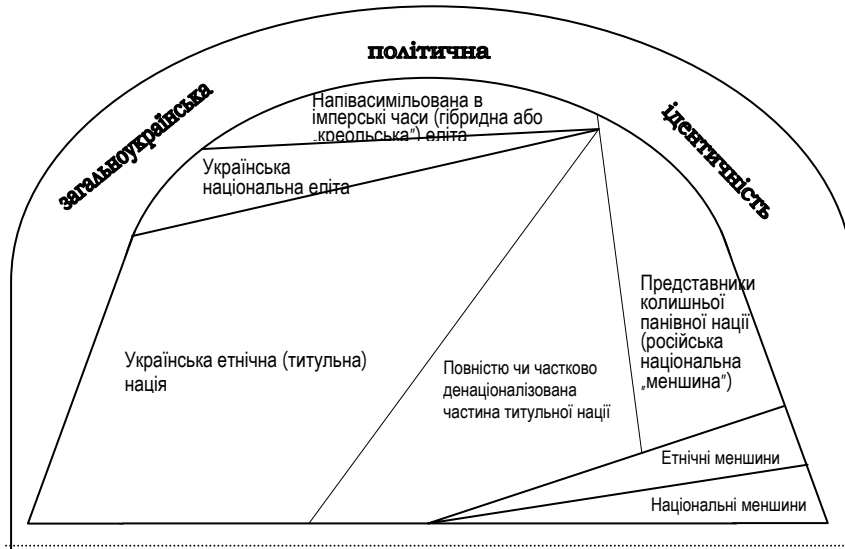 загальноукраїнська
політична
ідентичність
Напівасимільована в
імперські часи (гібридна або
„креольська") еліта
Українська
національна еліта
Українська етнічна (титульна)
нація
Повністю чи частково
денаціоналізована
частина титульної нації
Представники
колишньої
панівної нації
(російська
національна
„меншина")
Етнічні меншини
Національні меншини